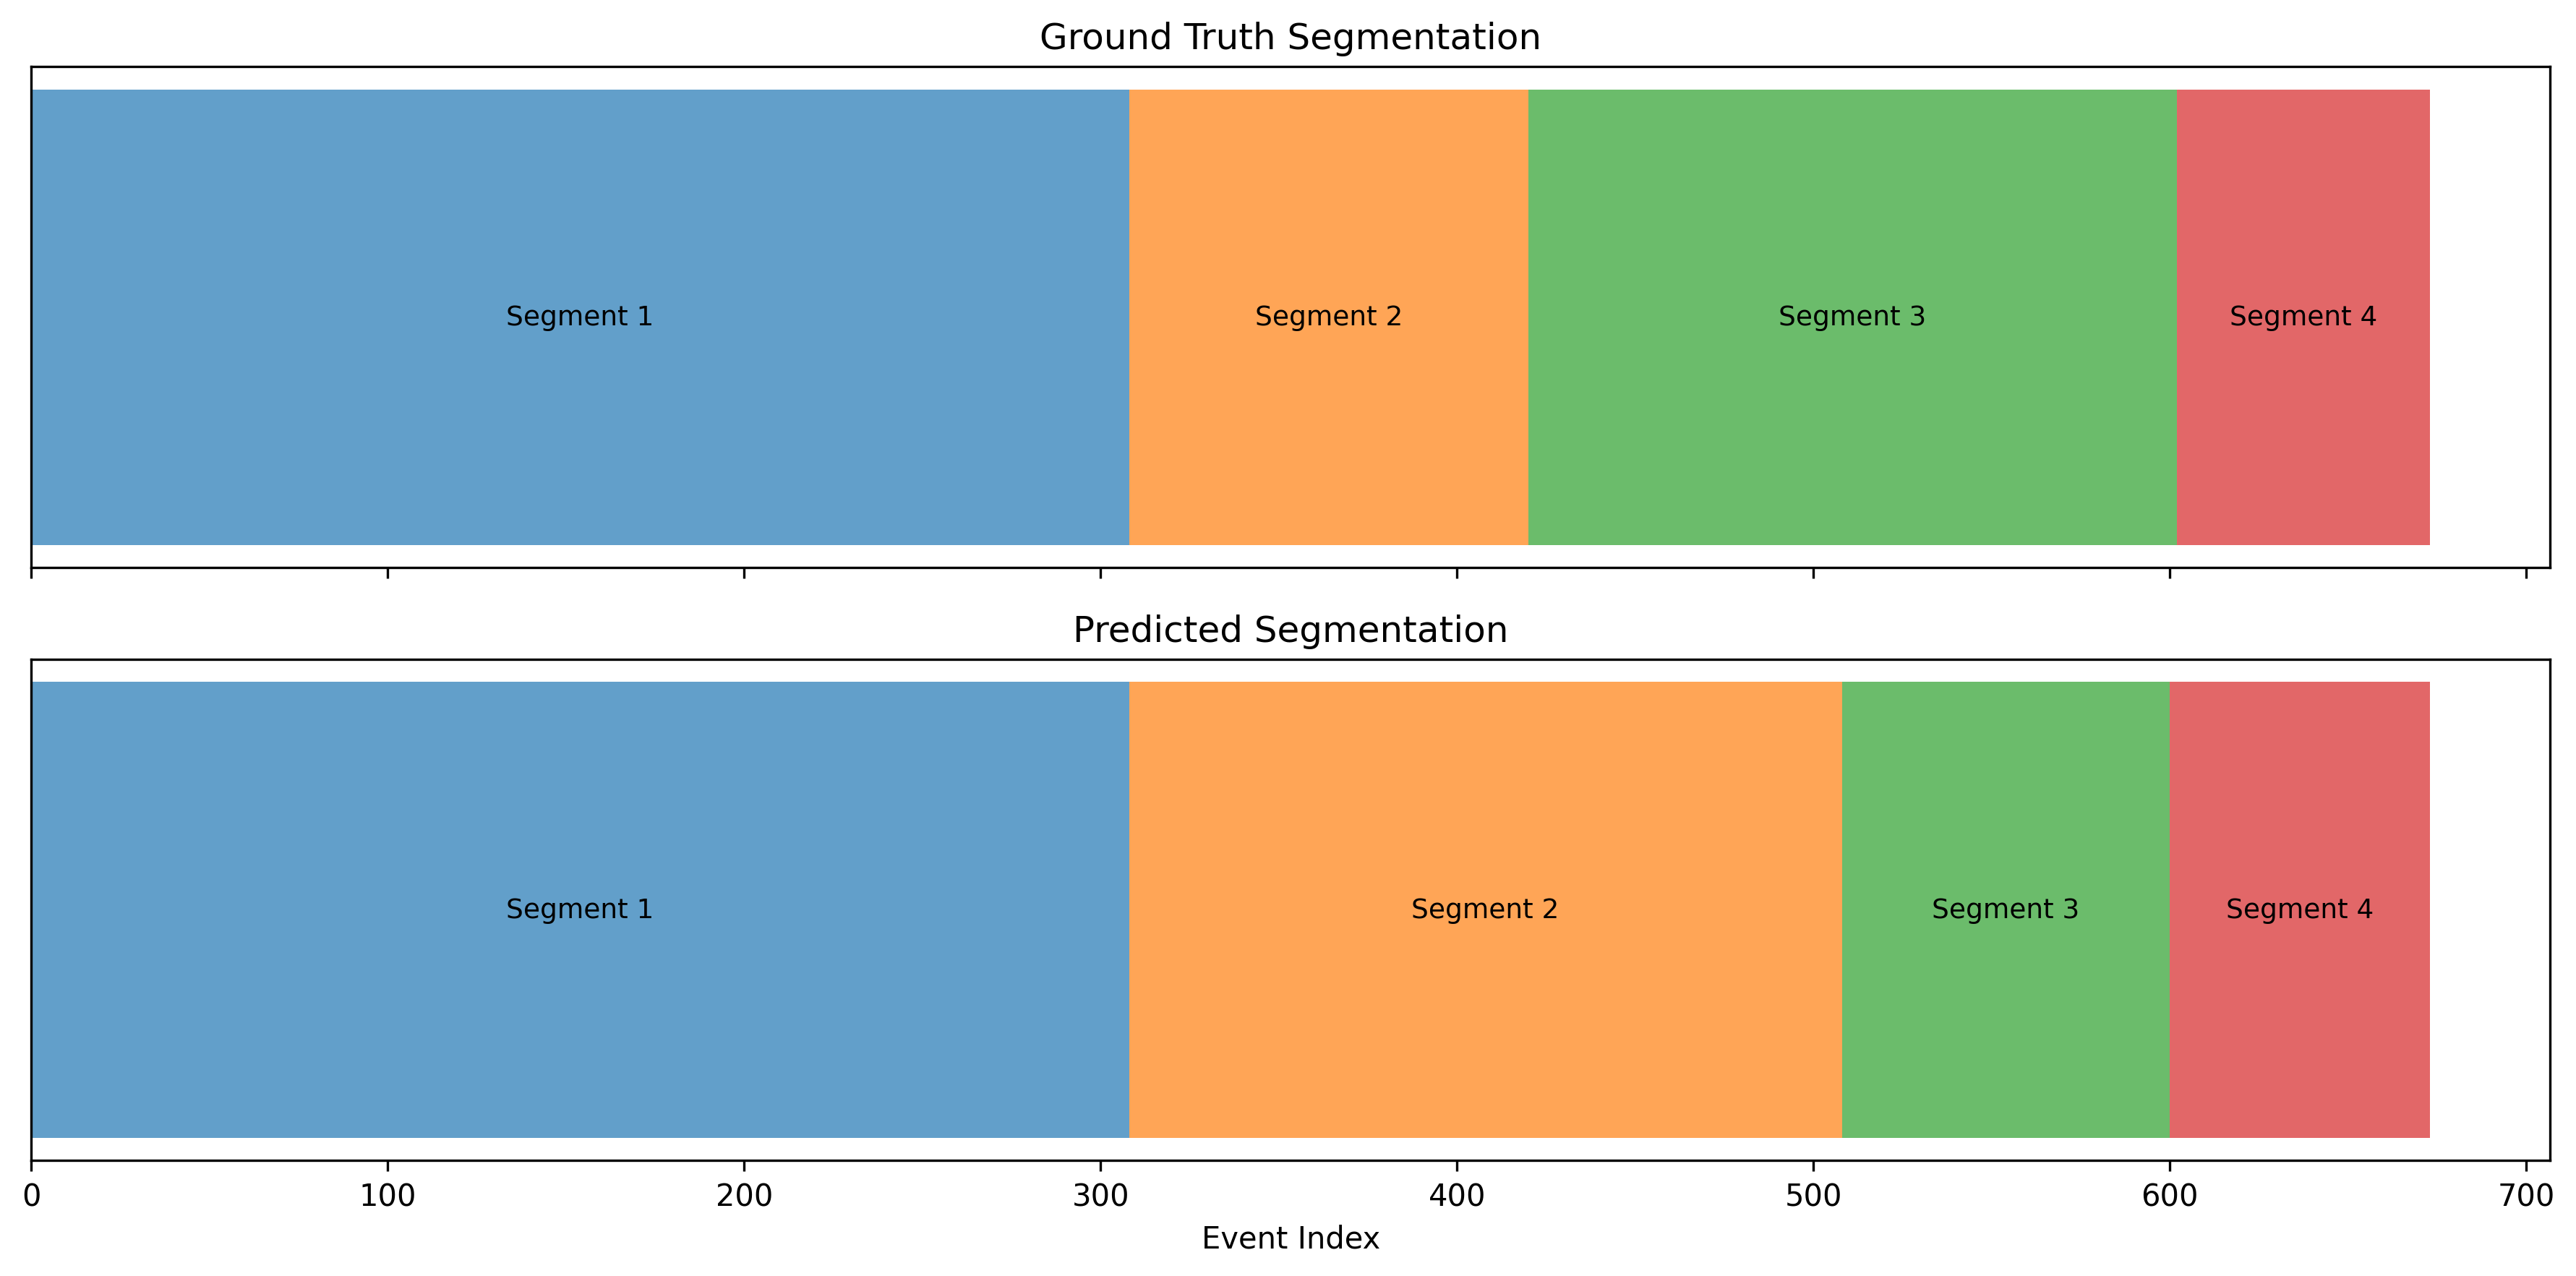 Ground Truth Segmentation
Segment 1 Segment 2 Segment 3 Segment 4
Predicted Segmentation
Segment 1 Segment 2 Segment 3 Segment 4
0 100 200 300 400 500 600 700
Event Index